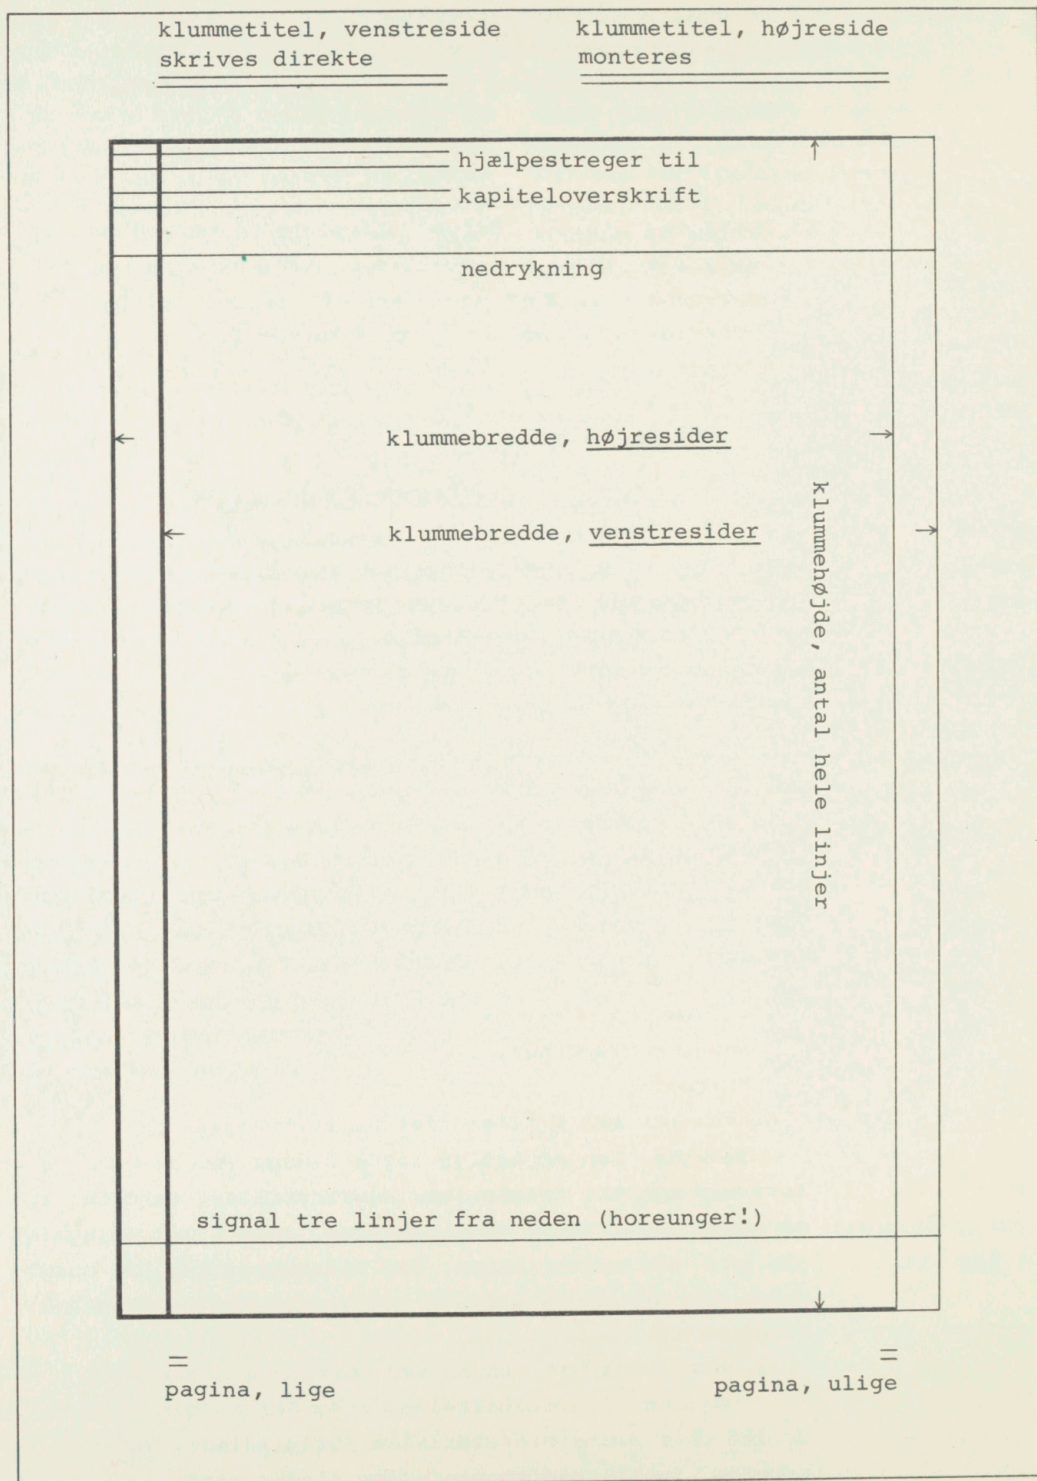 klummetitel, venstreside
skrives direkte
klummetitel, højreside
monteres
hjælpestreger til
kapiteloverskrift
nedrykning
klummebredde, højresider
klummebredde, venstresider
klummehøjde, antal hele linjer
signal tre linjer fra neden (horeunger!)
pagina, lige
pagina, ulige